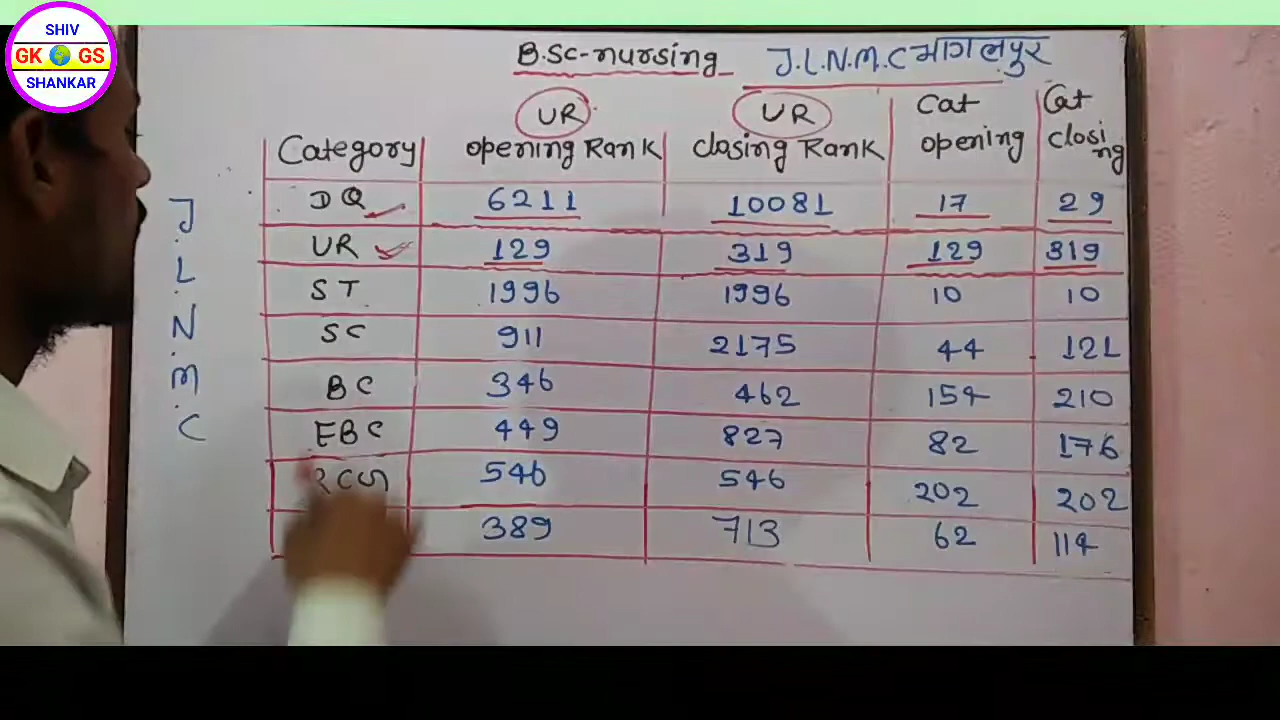 SHIV
GK GS
SHANKAR
B.SC-nursing J.L.N.M.C भागलपुर
Category UR opening Rank UR closing Rank Cat opening Cat closing
DQ 6211 10081 17 29
UR 129 319 129 319
ST 1996 1996 10 10
SC 911 2175 44 121
BC 346 462 154 210
EBC 449 827 82 176
RCG 546 546 202 202
389 713 62 114
J.L.N.M.C